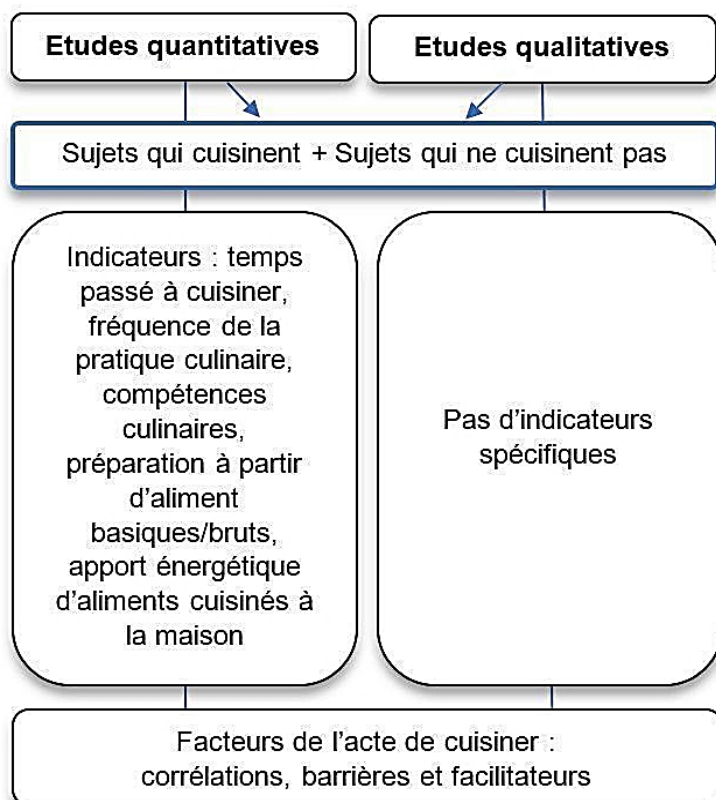 Etudes quantitatives
Etudes qualitatives
Sujets qui cuisinent + Sujets qui ne cuisinent pas
Indicateurs : temps
passé à cuisiner,
fréquence de la
pratique culinaire,
compétences
culinaires,
préparation à partir
d'aliment
basiques/bruts,
apport énergétique
d'aliments cuisinés à
la maison
Pas d'indicateurs
spécifiques
Facteurs de l'acte de cuisiner :
corrélations, barrières et facilitateurs